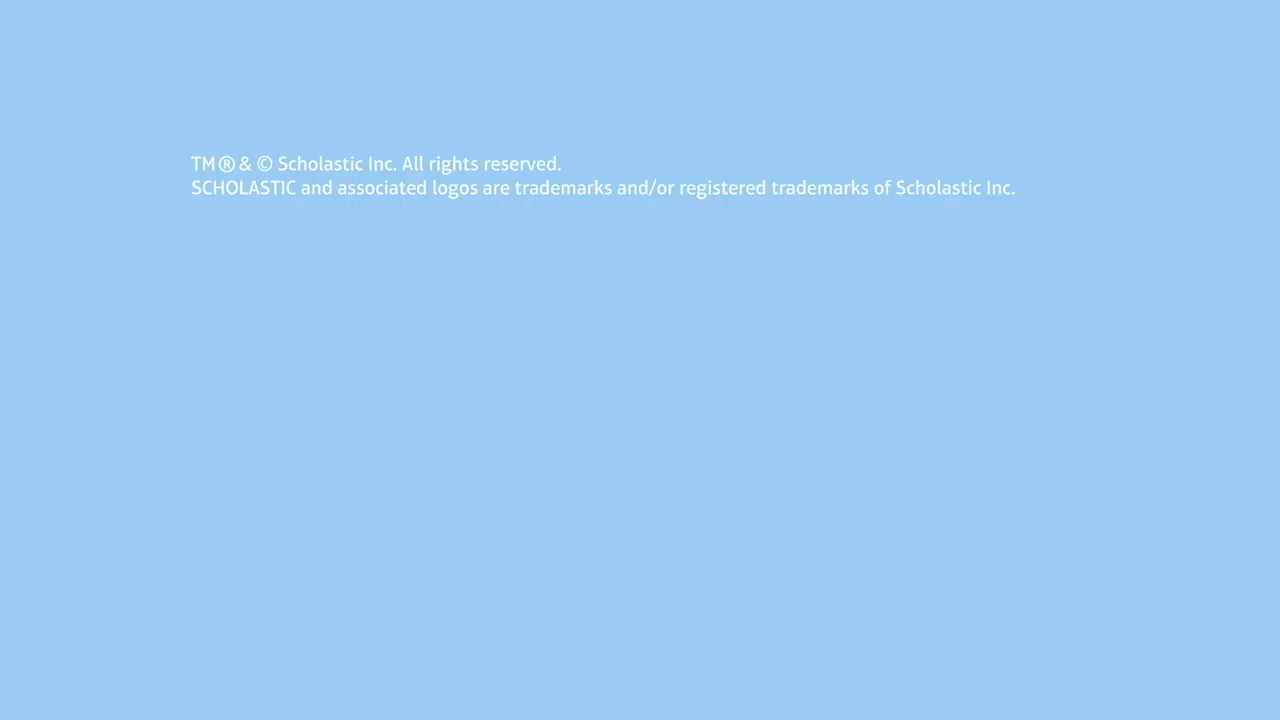 TM ® & © Scholastic Inc. All rights reserved.
SCHOLASTIC and associated logos are trademarks and/or registered trademarks of Scholastic Inc.